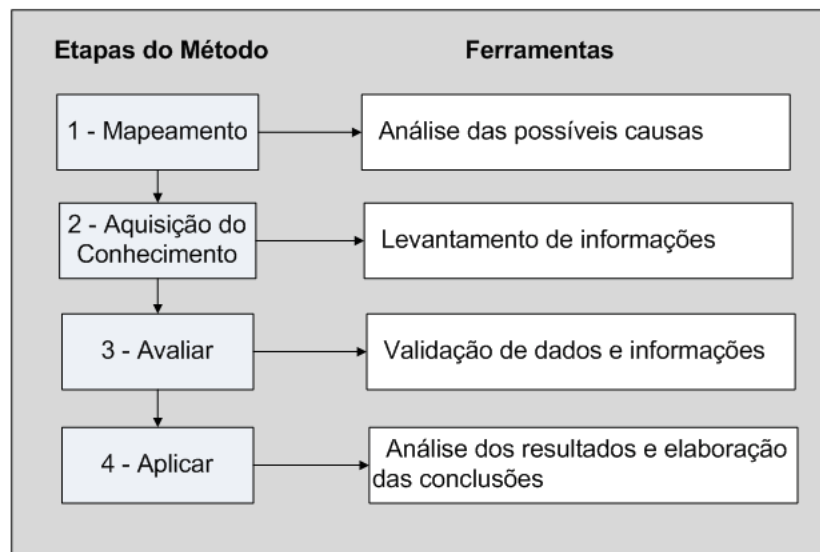 Etapas do Método
Ferramentas
1 - Mapeamento
Análise das possíveis causas
2 - Aquisição do
Conhecimento
Levantamento de informações
3 - Avaliar
Validação de dados e informações
4 - Aplicar
Análise dos resultados e elaboração
das conclusões